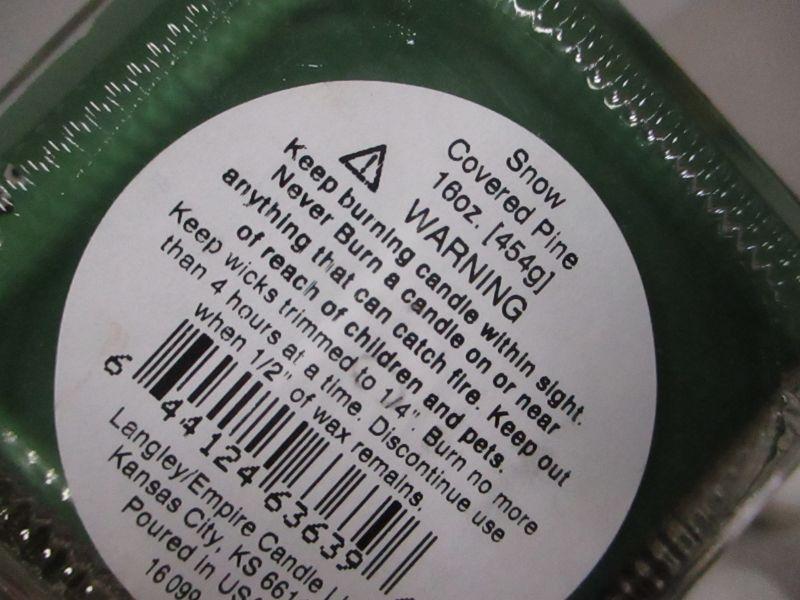 Snow
Covered Pine
16oz. [454g]
WARNING
Keep burning candle within sight.
Never Burn a candle on or near
anything that can catch fire. Keep out
of reach of children and pets.
Keep wicks trimmed to 1/4". Burn no more
than 4 hours at a time. Discontinue use
when 1/2" of wax remains.
6 44124 63639
Langley/Empire Candle
Kansas City, KS 661
Poured in US
16 099